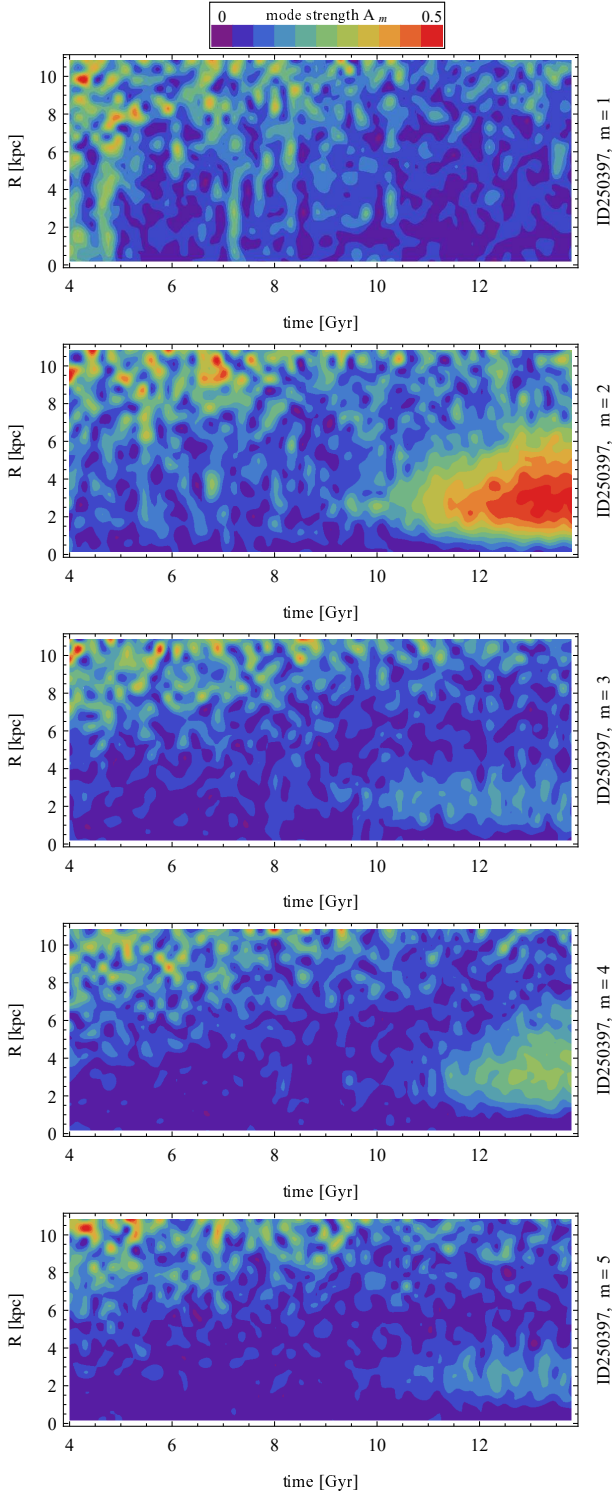 mode strength A m
0 0.5
10
8
6
4
2
0
R [kpc]
4 6 8 10 12
time [Gyr]
ID250397, m = 1
10
8
6
4
2
0
R [kpc]
4 6 8 10 12
time [Gyr]
ID250397, m = 2
10
8
6
4
2
0
R [kpc]
4 6 8 10 12
time [Gyr]
ID250397, m = 3
10
8
6
4
2
0
R [kpc]
4 6 8 10 12
time [Gyr]
ID250397, m = 4
10
8
6
4
2
0
R [kpc]
4 6 8 10 12
time [Gyr]
ID250397, m = 5